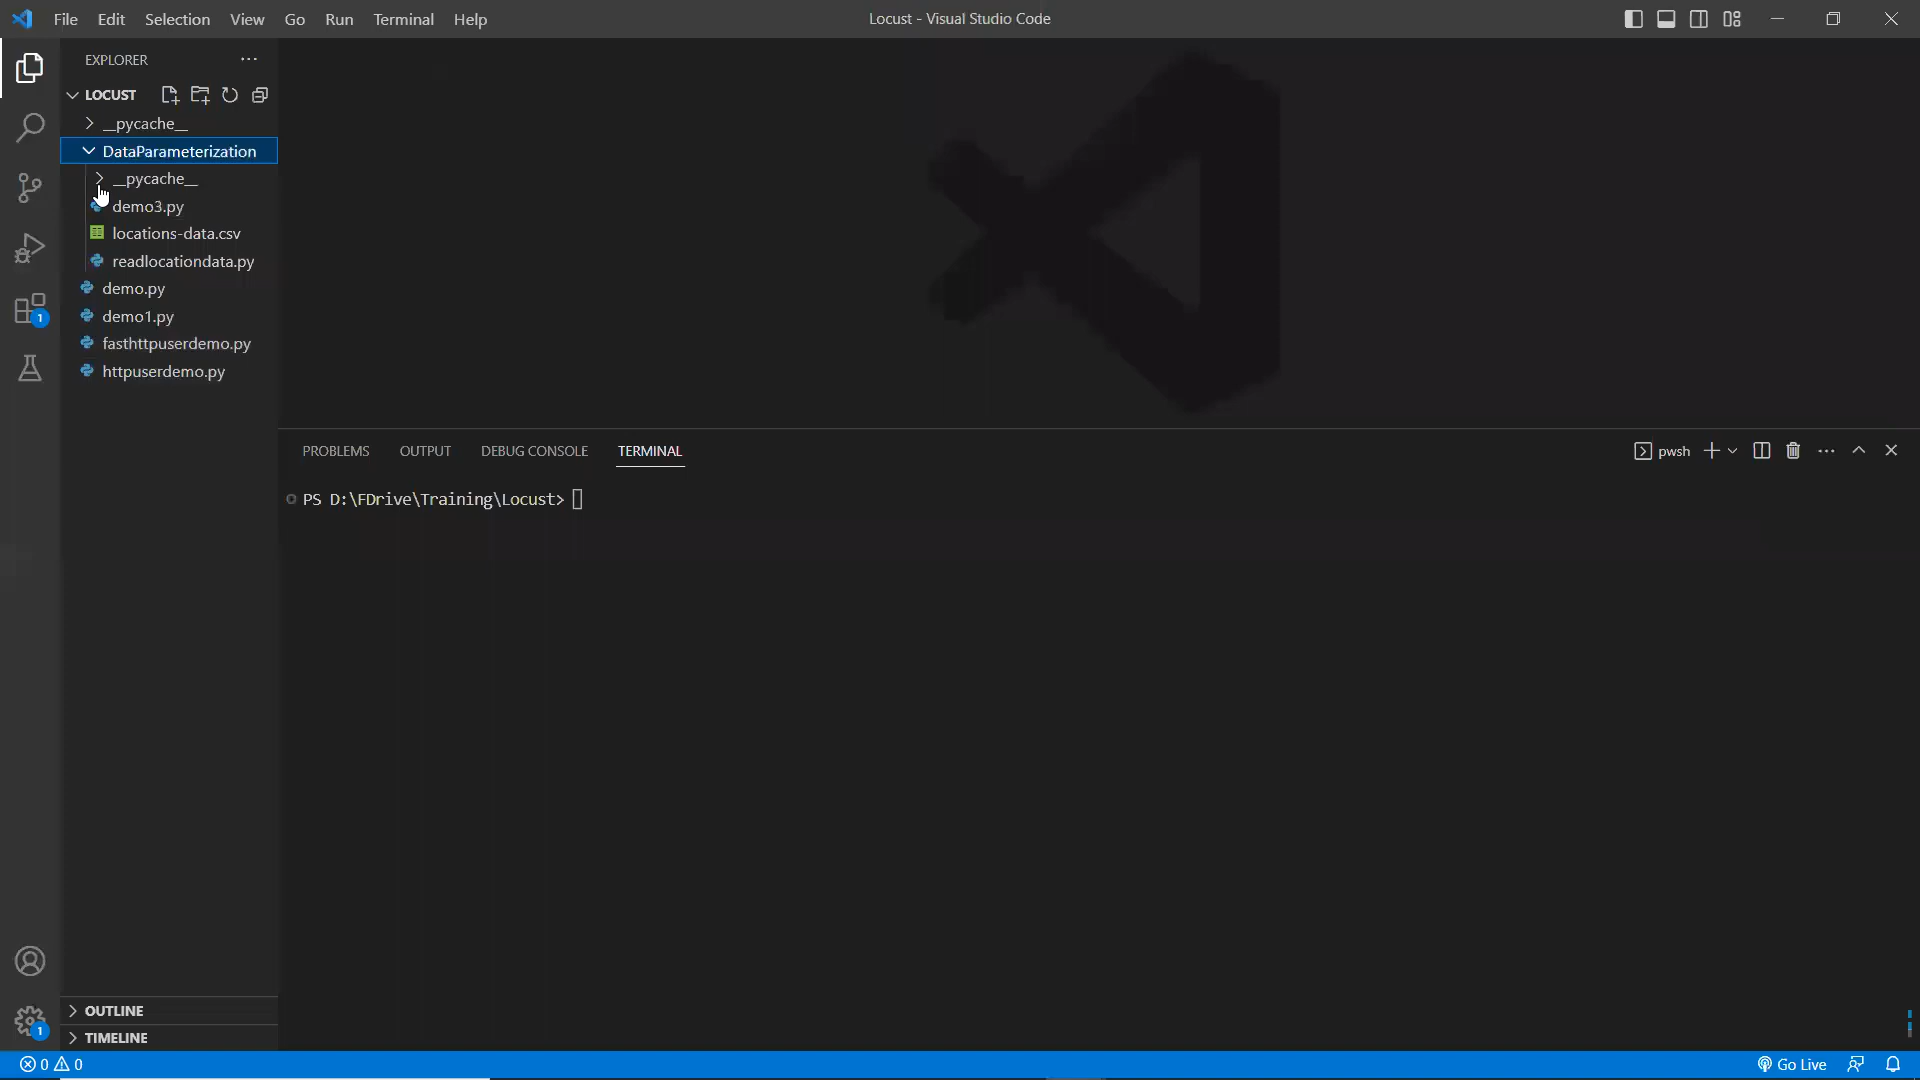 File Edit Selection View Go Run Terminal Help
Locust - Visual Studio Code
EXPLORER
LOCUST
__pycache__
DataParameterization
__pycache__
demo3.py
locations-data.csv
readlocationdata.py
demo.py
demo1.py
fasthttpuserdemo.py
httpuserdemo.py
1
PROBLEMS OUTPUT DEBUG CONSOLE TERMINAL
pwsh
PS D:\FDrive\Training\Locust>
OUTLINE
1
TIMELINE
0 0
Go Live